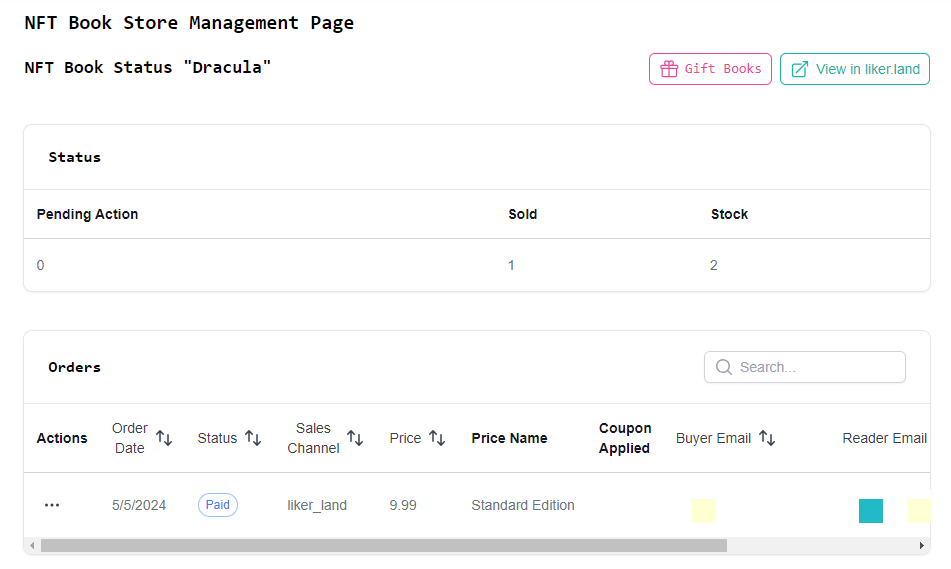 NFT Book Store Management Page
NFT Book Status "Dracula"
Gift Books
View in liker.land
Status
Pending Action Sold Stock
0 1 2
Orders
Search...
Actions Order Date Status Sales Channel Price Price Name Coupon Applied Buyer Email Reader Email
5/5/2024 Paid liker_land 9.99 Standard Edition